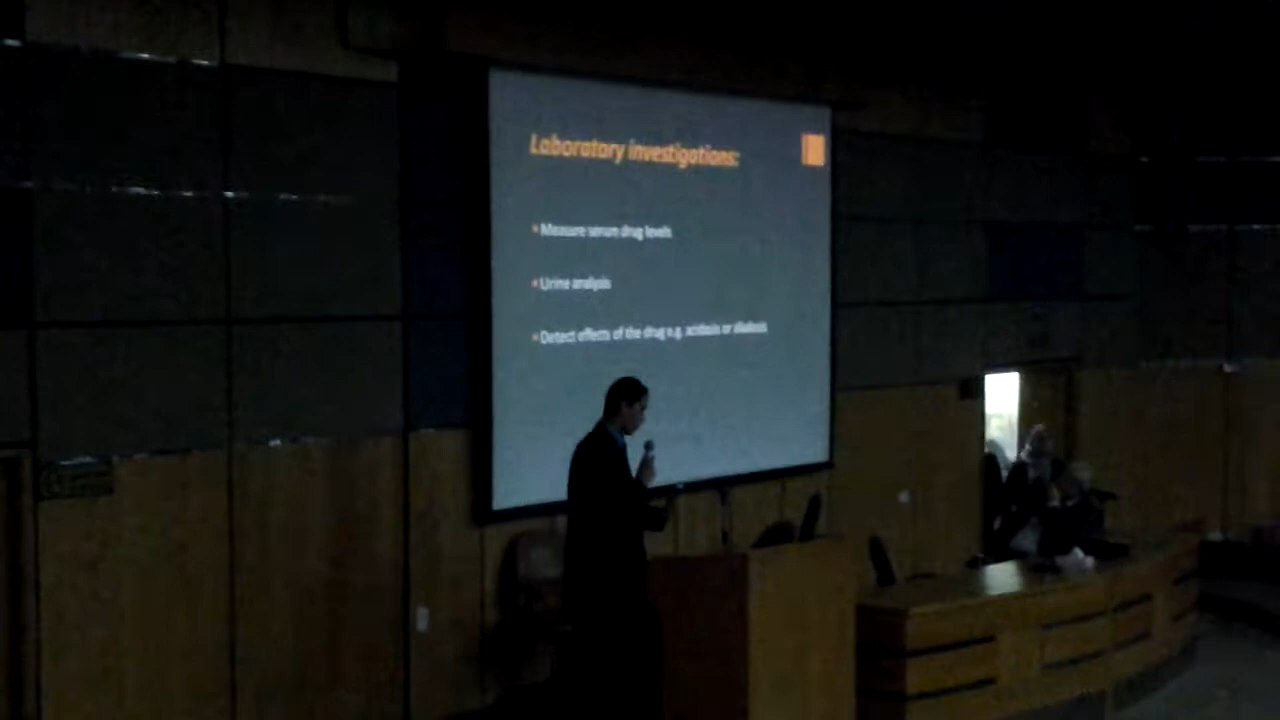 Laboratory investigations:
Measure serum drug levels
Urine analysis
Detect effects of the drug e.g. acidosis or alkalosis